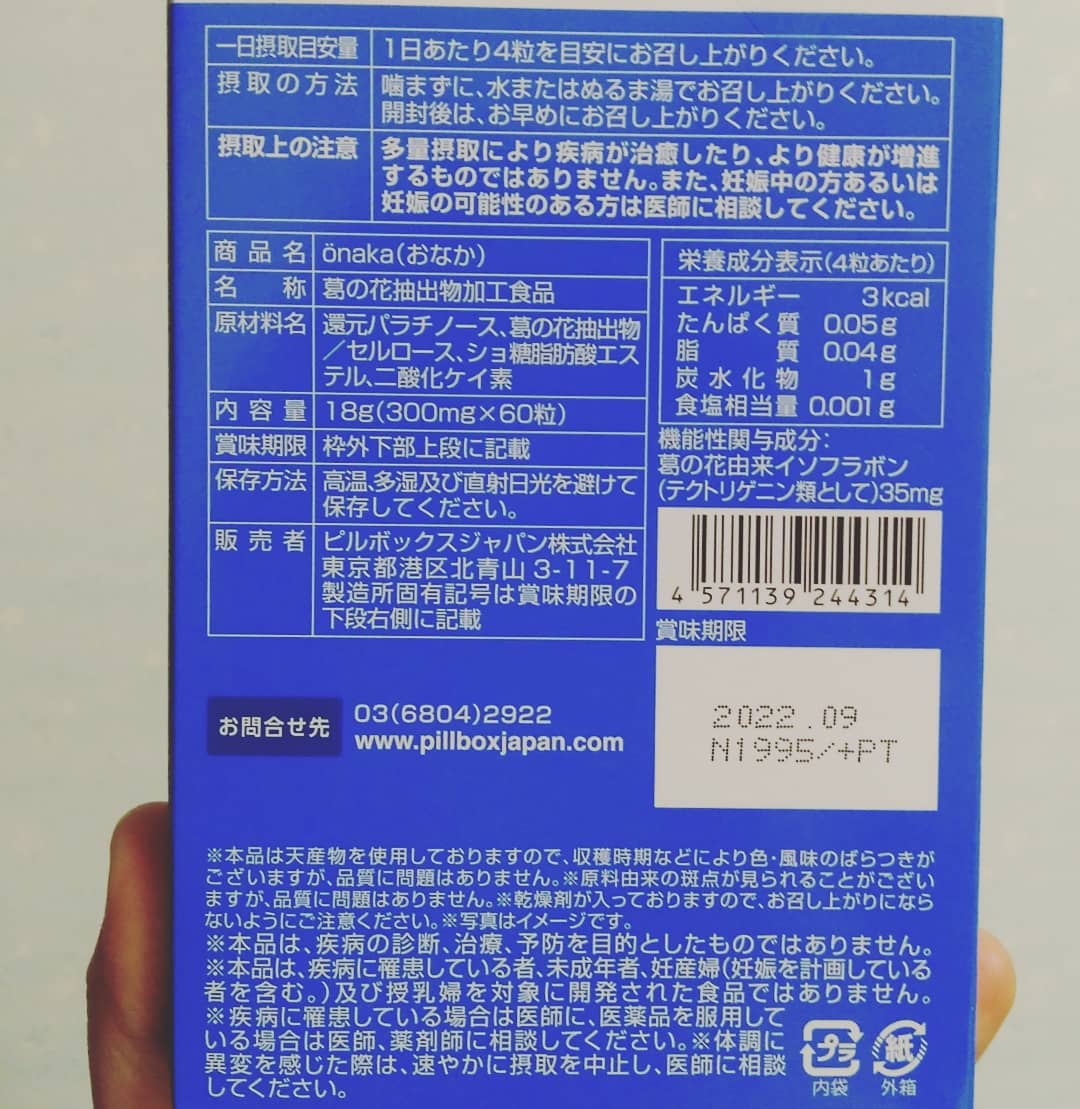 一日摂取目安量 1日あたり4粒を目安にお召し上がりください。
摂取の方法 噛まずに、水またはぬるま湯でお召し上がりください。
開封後は、お早めにお召し上がりください。
摂取上の注意 多量摂取により疾病が治癒したり、より健康が増進
するものではありません。また、妊娠中の方あるいは
妊娠の可能性のある方は医師に相談してください。
商品名 önaka(おなか)
名称 葛の花抽出物加工食品
原材料名 還元パラチノース、葛の花抽出物
/セルロース、ショ糖脂肪酸エス
テル、二酸化ケイ素
内容量 18g(300mg×60粒)
賞味期限 枠外下部上段に記載
保存方法 高温、多湿及び直射日光を避けて
保存してください。
販売者 ピルボックスジャパン株式会社
東京都港区北青山 3-11-7
製造所固有記号は賞味期限の
下段右側に記載
栄養成分表示(4粒あたり)
エネルギー 3kcal
たんぱく質 0.05g
脂質 0.04g
炭水化物 1g
食塩相当量 0.001g
機能性関与成分:
葛の花由来イソフラボン
(テクトリゲニン類として)35mg
4 571139 244314
賞味期限
2022.09
N1995/+PT
お問合せ先 03(6804)2922
www.pillboxjapan.com
※本品は天産物を使用しておりますので、収穫時期などにより色・風味のばらつきが
ございますが、品質に問題はありません。※原料由来の斑点が見られることがござい
ますが、品質に問題はありません。※乾燥剤が入っておりますので、お召し上がりになら
ないようにご注意ください。※写真はイメージです。
※本品は、疾病の診断、治療、予防を目的としたものではありません。
※本品は、疾病に罹患している者、未成年者、妊産婦(妊娠を計画している
者を含む。)及び授乳婦を対象に開発された食品ではありません。
※疾病に罹患している場合は医師に、医薬品を服用して
いる場合は医師、薬剤師に相談してください。※体調に
異変を感じた際は、速やかに摂取を中止し、医師に相談
してください。
プラ 紙
内袋 外箱